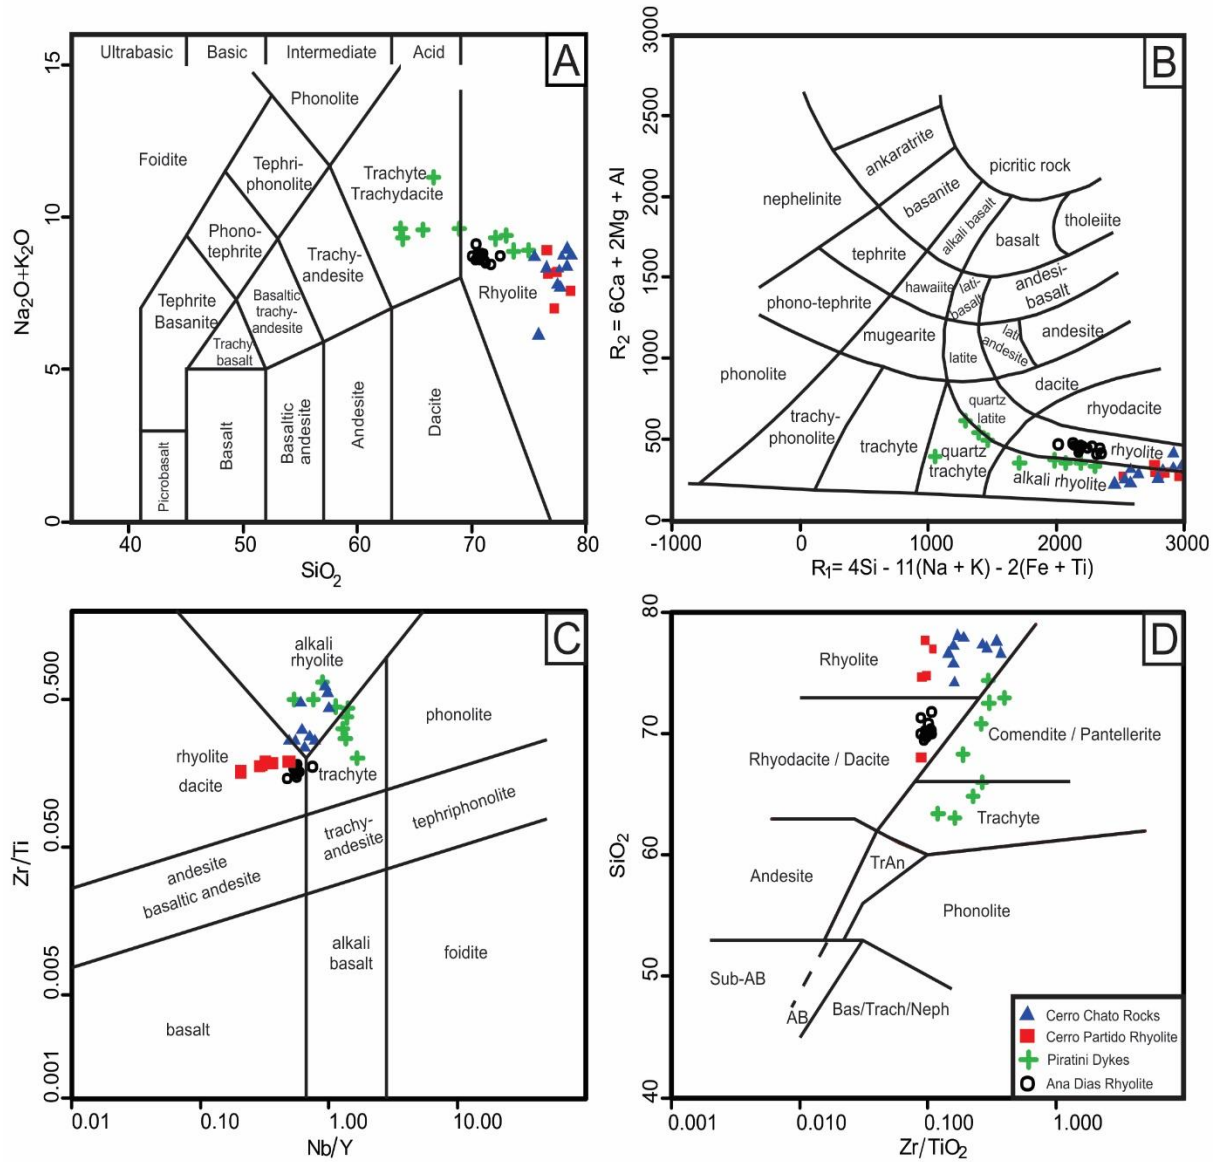 Ultrabasic
Basic
Intermediate
Acid
A
15
10
5
0
Na₂O+K₂O
Phonolite
Foidite
Tephri-
phonolite
Trachyte
Trachydacite
Phono-
tephrite
Trachy-
andesite
Tephrite
Basanite
Basaltic
trachy-
andesite
Trachy
basalt
Rhyolite
Picrobasalt
Basalt
Basaltic
andesite
Andesite
Dacite
40
50
60
70
80
SiO₂
B
3000
2500
2000
1500
1000
500
0
R₂ = 6Ca + 2Mg + Al
ankaratrite
picritic rock
nephelinite
basanite
alkali basalt
tholeiite
basalt
tephrite
hawaiite
lati-
basalt
andesi-
basalt
phono-tephrite
mugearite
lati
andesite
andesite
latite
phonolite
dacite
quartz
latite
rhyodacite
trachy-
phonolite
trachyte
quartz
trachyte
rhyolite
alkali rhyolite
-1000
0
1000
2000
3000
R₁= 4Si - 11(Na + K) - 2(Fe + Ti)
C
0.500
0.050
0.005
0.001
Zr/Ti
alkali
rhyolite
phonolite
rhyolite
dacite
trachyte
trachy-
andesite
tephriphonolite
andesite
basaltic andesite
alkali
basalt
foidite
basalt
0.01
0.10
1.00
10.00
Nb/Y
D
80
70
60
50
40
SiO₂
Rhyolite
Comendite / Pantellerite
Rhyodacite / Dacite
Trachyte
TrAn
Andesite
Phonolite
Sub-AB
AB
Bas/Trach/Neph
Cerro Chato Rocks
Cerro Partido Rhyolite
Piratini Dykes
Ana Dias Rhyolite
0.001
0.010
0.100
1.000
Zr/TiO₂